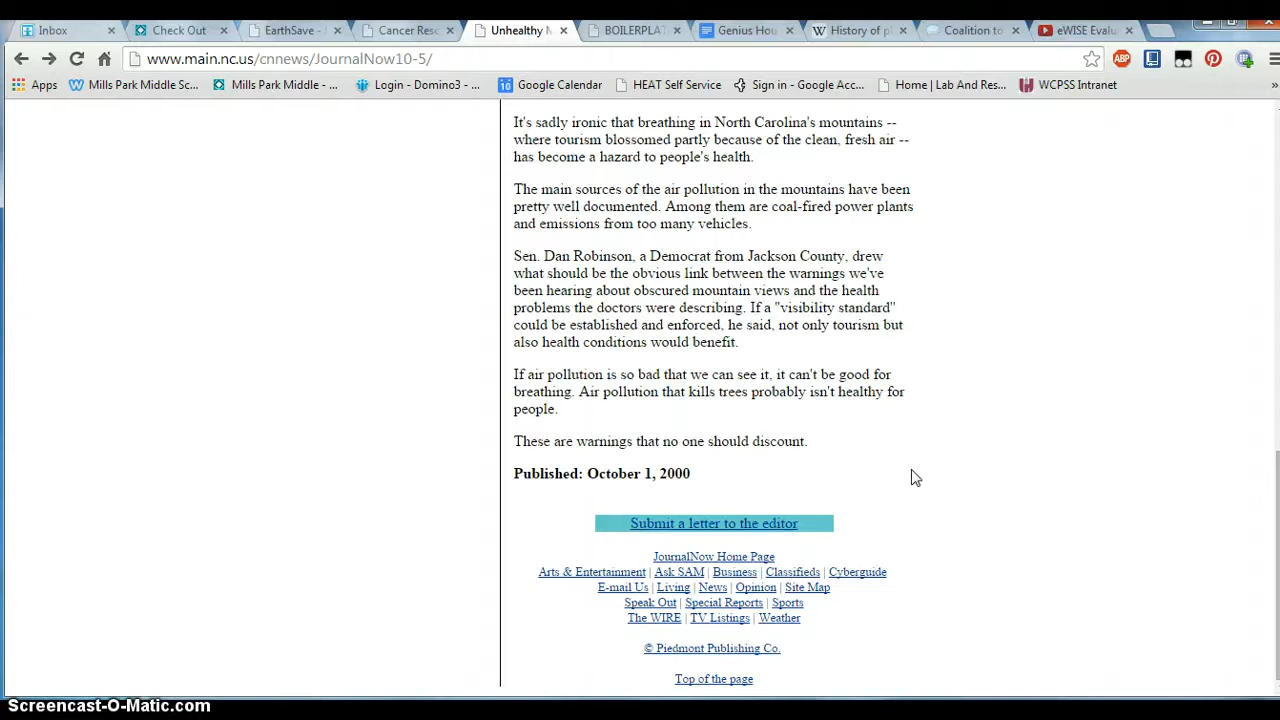 Inbox
Check Out
EarthSave -
Cancer Rese
Unhealthy M
BOILERPLAT
Genius Hou
History of p
Coalition to
eWISE Evalu
www.main.nc.us/cnnews/JournalNow10-5/
ABP
Apps
Mills Park Middle Sc...
Mills Park Middle - ...
Login - Domino3 - ...
10
Google Calendar
HEAT Self Service
Sign in - Google Acc...
Home | Lab And Res...
WCPSS Intranet
»
It's sadly ironic that breathing in North Carolina's mountains --
where tourism blossomed partly because of the clean, fresh air --
has become a hazard to people's health.
The main sources of the air pollution in the mountains have been
pretty well documented. Among them are coal-fired power plants
and emissions from too many vehicles.
Sen. Dan Robinson, a Democrat from Jackson County, drew
what should be the obvious link between the warnings we've
been hearing about obscured mountain views and the health
problems the doctors were describing. If a "visibility standard"
could be established and enforced, he said, not only tourism but
also health conditions would benefit.
If air pollution is so bad that we can see it, it can't be good for
breathing. Air pollution that kills trees probably isn't healthy for
people.
These are warnings that no one should discount.
Published: October 1, 2000
Submit a letter to the editor
JournalNow Home Page
Arts & Entertainment | Ask SAM | Business | Classifieds | Cyberguide
E-mail Us | Living | News | Opinion | Site Map
Speak Out | Special Reports | Sports
The WIRE | TV Listings | Weather
© Piedmont Publishing Co.
Top of the page
Screencast-O-Matic.com